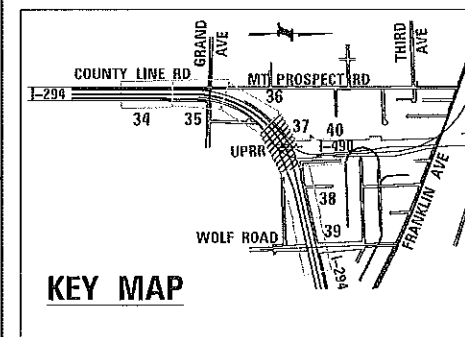 GRAND
AVE
N
THIRD
AVE
COUNTY LINE RD
MT PROSPECT RD
I-294
36
34
35
37
40
I-490
UPRR
38
39
WOLF ROAD
FRANKLIN AVE
I-294
KEY MAP